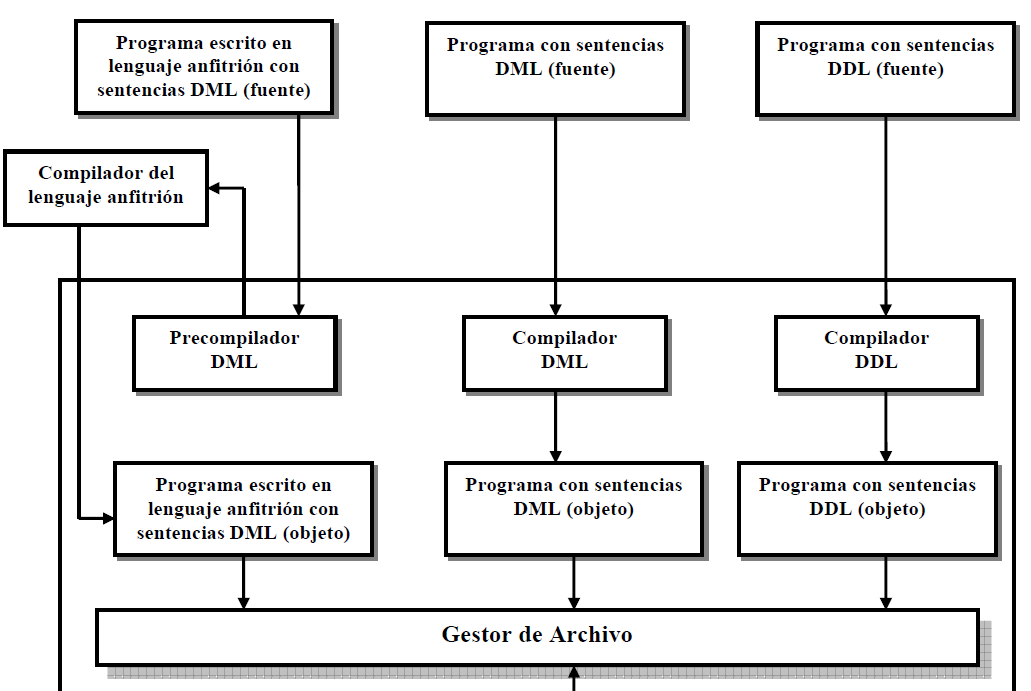 Programa escrito en
lenguaje anfitrión con
sentencias DML (fuente)
Programa con sentencias
DML (fuente)
Programa con sentencias
DDL (fuente)
Compilador del
lenguaje anfitrión
Precompilador
DML
Compilador
DML
Compilador
DDL
Programa escrito en
lenguaje anfitrión con
sentencias DML (objeto)
Programa con sentencias
DML (objeto)
Programa con sentencias
DDL (objeto)
Gestor de Archivo